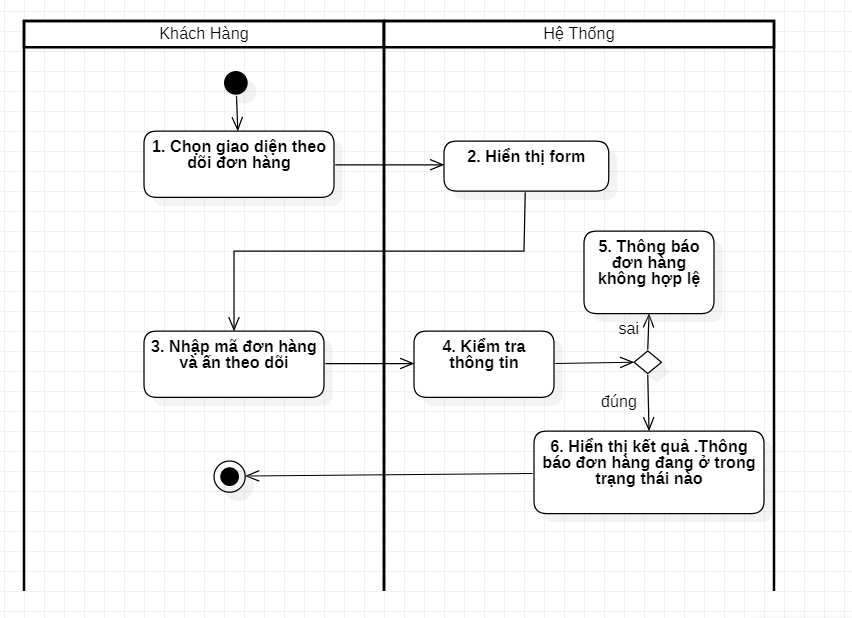 Khách Hàng
Hệ Thống
1. Chọn giao diện theo
dõi đơn hàng
2. Hiển thị form
3. Nhập mã đơn hàng
và ấn theo dõi
4. Kiểm tra
thông tin
5. Thông báo
đơn hàng
không hợp lệ
sai
đúng
6. Hiển thị kết quả .Thông
báo đơn hàng đang ở trong
trạng thái nào